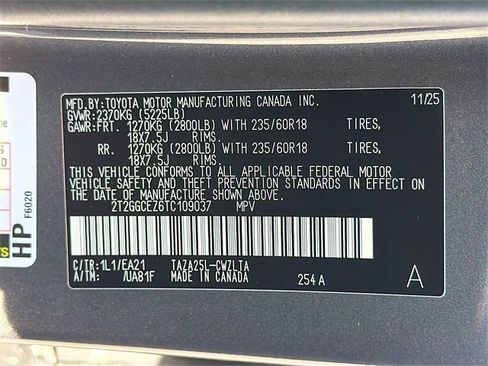 MFD.BY:TOYOTA MOTOR MANUFACTURING CANADA INC. 11/25
GVWR:2370KG (5225LB)
GAWR:FRT. 1270KG (2800LB) WITH 235/60R18 TIRES,
18X7.5J RIMS.
RR. 1270KG (2800LB) WITH 235/60R18 TIRES,
18X7.5J RIMS.
THIS VEHICLE CONFORMS TO ALL APPLICABLE FEDERAL MOTOR
VEHICLE SAFETY AND THEFT PREVENTION STANDARDS IN EFFECT
ON THE DATE OF MANUFACTURE SHOWN ABOVE.
2T2GGCEZ6TC109037 MPV
C/TR:1L1/EA21 TAZA25L-CWZLTA
A/TM: /UA81F MADE IN CANADA 254A A
HP F6020